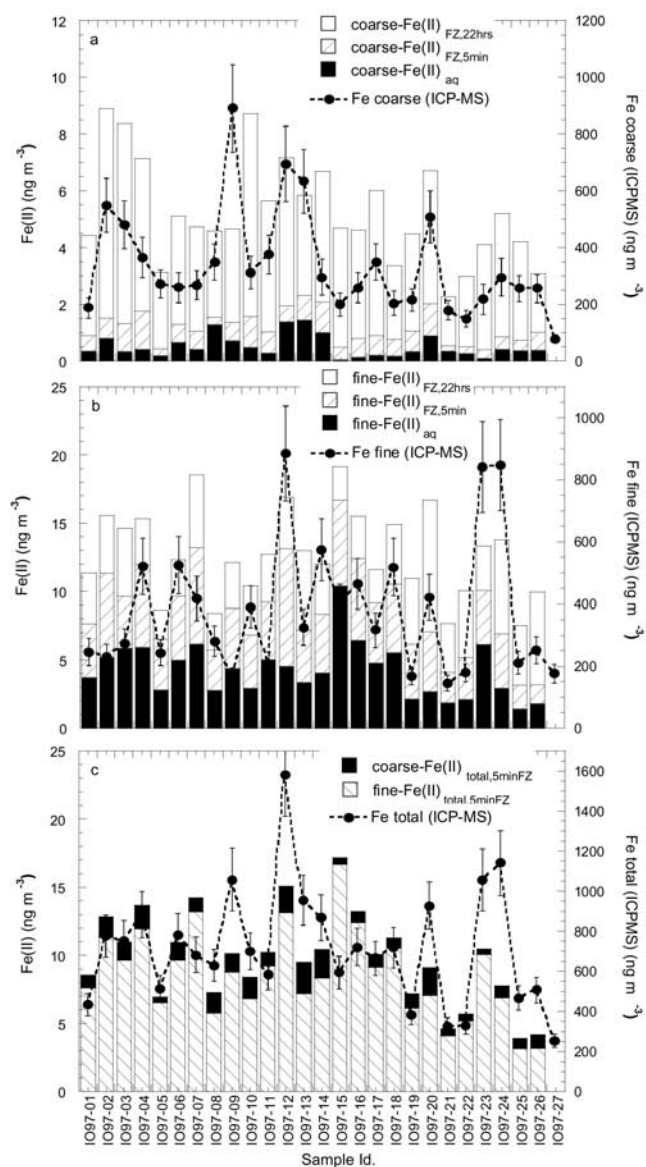 a
coarse-Fe(II) FZ,22hrs
coarse-Fe(II) FZ,5min
coarse-Fe(II) aq
Fe coarse (ICP-MS)
Fe(II) (ng m⁻³)
12
10
8
6
4
2
0
Fe coarse (ICPMS) (ng m⁻³)
1200
1000
800
600
400
200
0
b
fine-Fe(II) FZ,22hrs
fine-Fe(II) FZ,5min
fine-Fe(II) aq
Fe fine (ICP-MS)
Fe(II) (ng m⁻³)
25
20
15
10
5
0
Fe fine (ICPMS) (ng m⁻³)
1000
800
600
400
200
0
c
coarse-Fe(II) total,5minFZ
fine-Fe(II) total,5minFZ
Fe total (ICP-MS)
Fe(II) (ng m⁻³)
25
20
15
10
5
0
Fe total (ICPMS) (ng m⁻³)
1600
1400
1200
1000
800
600
400
200
0
IO97-01
IO97-02
IO97-03
IO97-04
IO97-05
IO97-06
IO97-07
IO97-08
IO97-09
IO97-10
IO97-11
IO97-12
IO97-13
IO97-14
IO97-15
IO97-16
IO97-17
IO97-18
IO97-19
IO97-20
IO97-21
IO97-22
IO97-23
IO97-24
IO97-25
IO97-26
IO97-27
Sample Id.